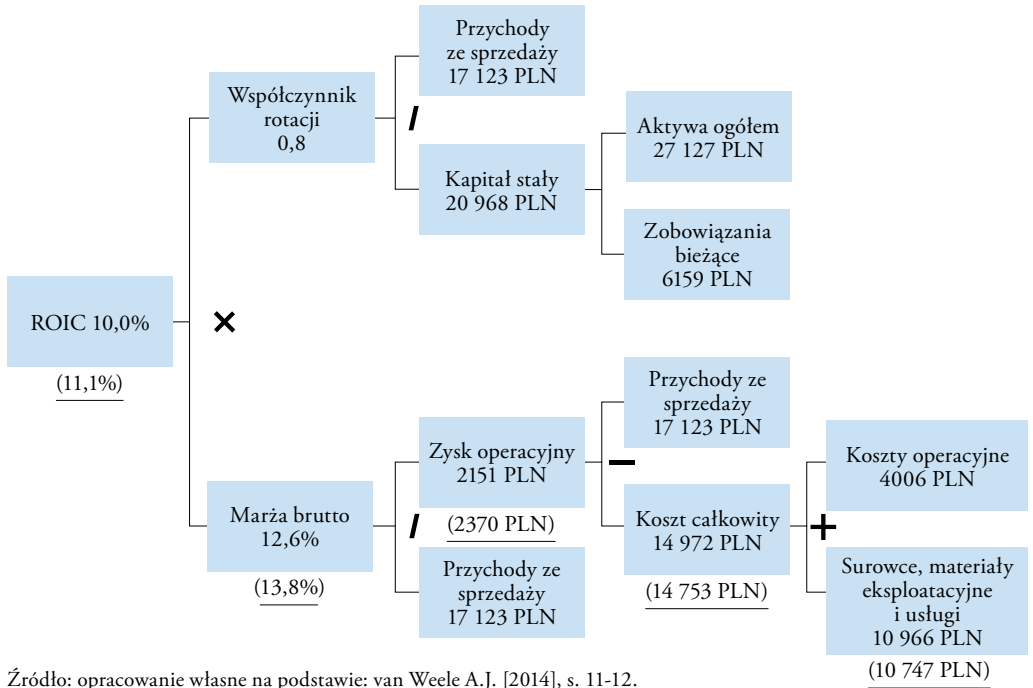 Przychody
ze sprzedaży
17 123 PLN
Współczynnik
rotacji
0,8
/
Kapitał stały
20 968 PLN
Aktywa ogółem
27 127 PLN
Zobowiązania
bieżące
6159 PLN
ROIC 10,0%
(11,1%)
×
Marża brutto
12,6%
(13,8%)
Zysk operacyjny
2151 PLN
(2370 PLN)
/
Przychody ze
sprzedaży
17 123 PLN
Przychody ze
sprzedaży
17 123 PLN
–
Koszt całkowity
14 972 PLN
(14 753 PLN)
Koszty operacyjne
4006 PLN
+
Surowce, materiały
eksploatacyjne
i usługi
10 966 PLN
(10 747 PLN)
Źródło: opracowanie własne na podstawie: van Weele A.J. [2014], s. 11-12.